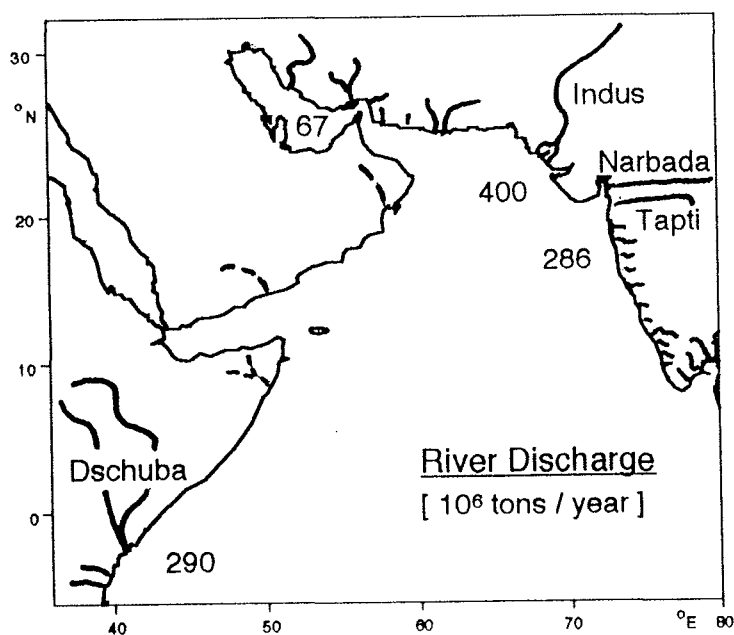 30
°N
20
10
0
40
50
60
70
°E
80
67
400
286
290
Indus
Narbada
Tapti
Dschuba
River Discharge
[ 10⁶ tons / year ]